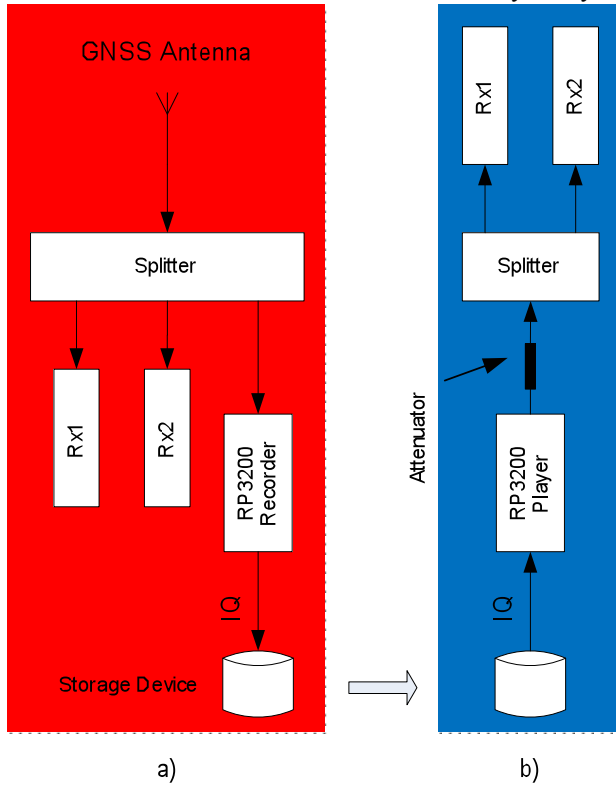 GNSS Antenna
Splitter
Rx1
Rx2
RP3200
Recorder
IQ
Storage Device
a)
Rx1
Rx2
Splitter
Attenuator
RP3200
Player
IQ
b)